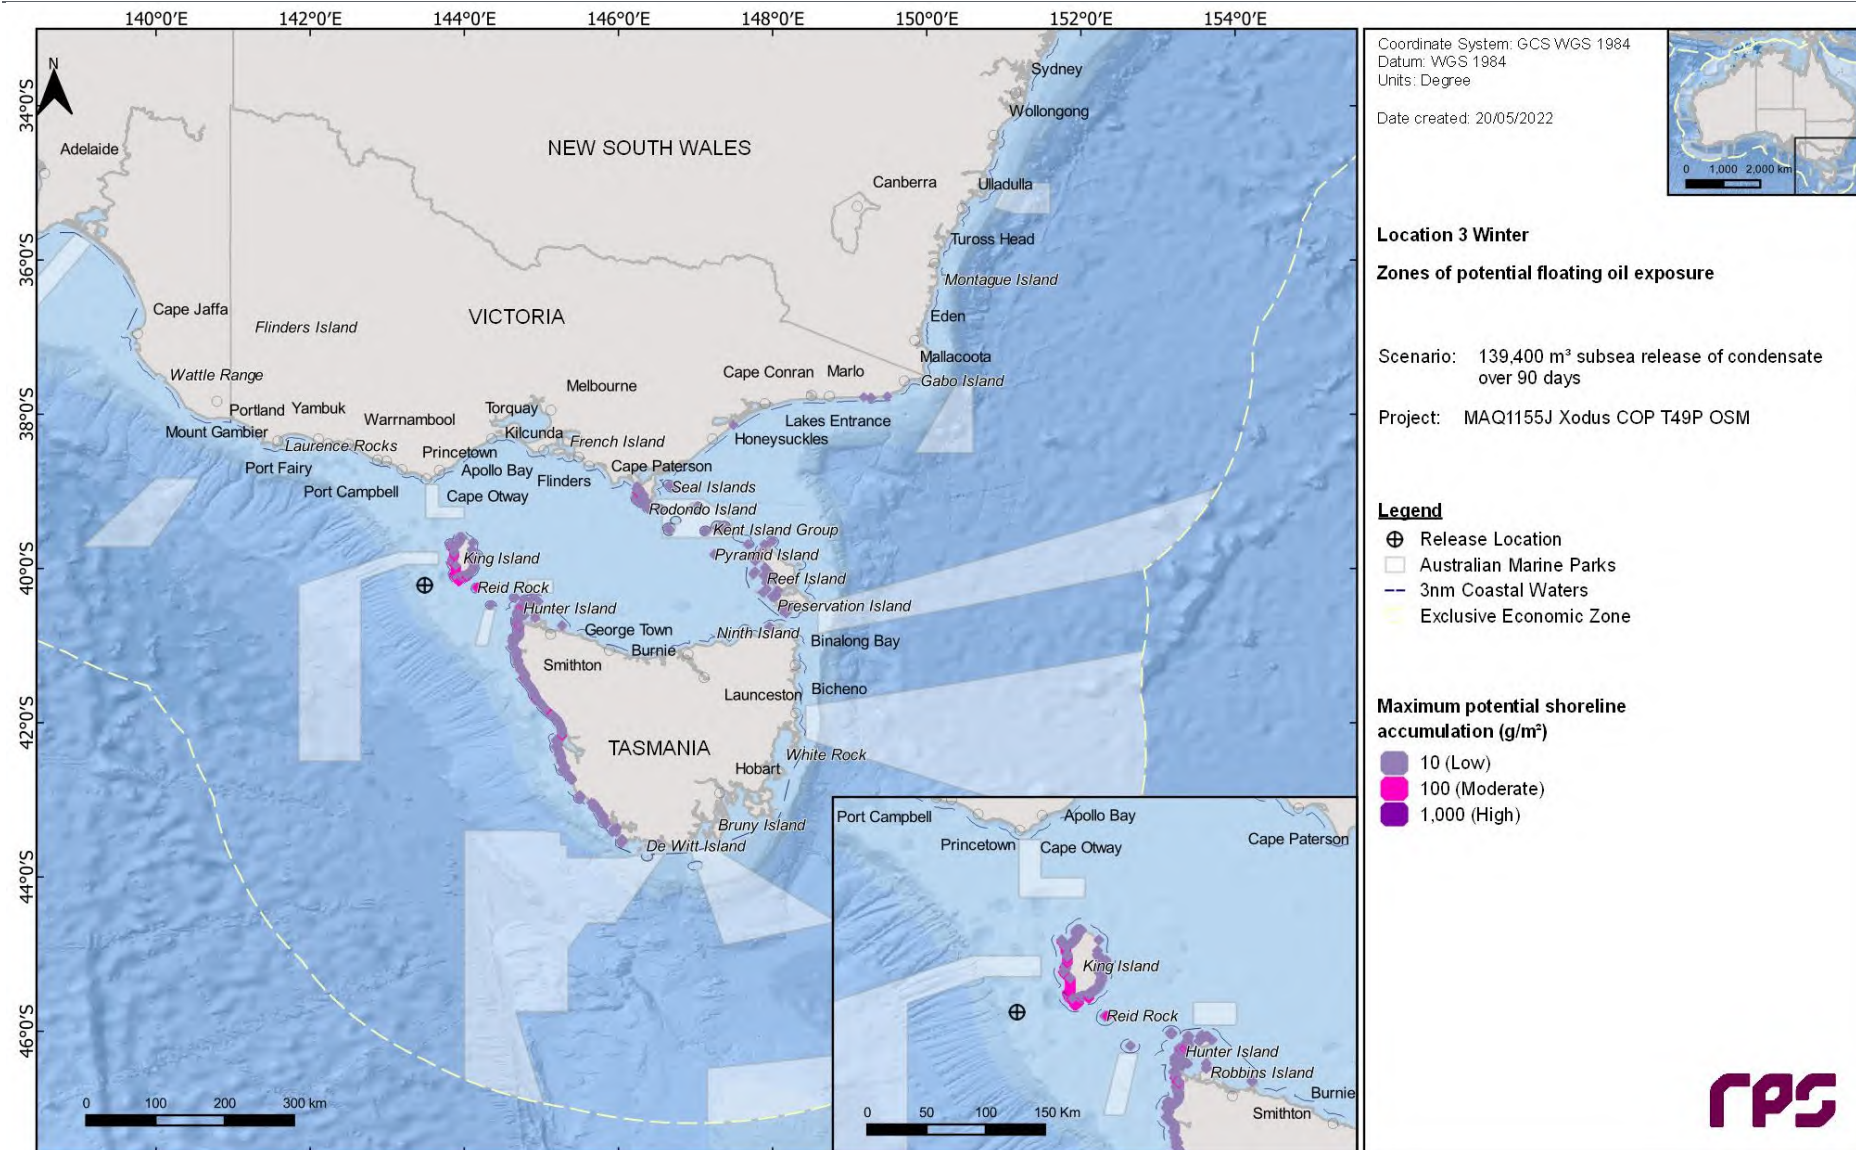 140°0'E 142°0'E 144°0'E 146°0'E 148°0'E 150°0'E 152°0'E 154°0'E
34°0'S
36°0'S
38°0'S
40°0'S
42°0'S
44°0'S
46°0'S
N
Sydney
Wollongong
NEW SOUTH WALES
Adelaide
Canberra
Ulladulla
Tuross Head
Montague Island
Cape Jaffa
Flinders Island
VICTORIA
Eden
Mallacoota
Wattle Range
Melbourne
Cape Conran
Marlo
Gabo Island
Portland
Yambuk
Warrnambool
Torquay
Lakes Entrance
Mount Gambier
Laurence Rocks
Kilcunda
French Island
Honeysuckles
Princetown
Port Fairy
Apollo Bay
Flinders
Cape Paterson
Port Campbell
Cape Otway
Seal Islands
Rodondo Island
Kent Island Group
King Island
Pyramid Island
Reef Island
Reid Rock
Hunter Island
Preservation Island
George Town
Ninth Island
Binalong Bay
Burnie
Smithton
Launceston
Bicheno
TASMANIA
White Rock
Hobart
Bruny Island
De Witt Island
0 100 200 300 km
Port Campbell
Apollo Bay
Princetown
Cape Otway
Cape Paterson
King Island
Reid Rock
Hunter Island
Robbins Island
Burnie
Smithton
0 50 100 150 Km
Coordinate System: GCS WGS 1984
Datum: WGS 1984
Units: Degree
Date created: 20/05/2022
0 1,000 2,000 km
Location 3 Winter
Zones of potential floating oil exposure
Scenario: 139,400 m³ subsea release of condensate
over 90 days
Project: MAQ1155J Xodus COP T49P OSM
Legend
Release Location
Australian Marine Parks
3nm Coastal Waters
Exclusive Economic Zone
Maximum potential shoreline
accumulation (g/m²)
10 (Low)
100 (Moderate)
1,000 (High)
rps